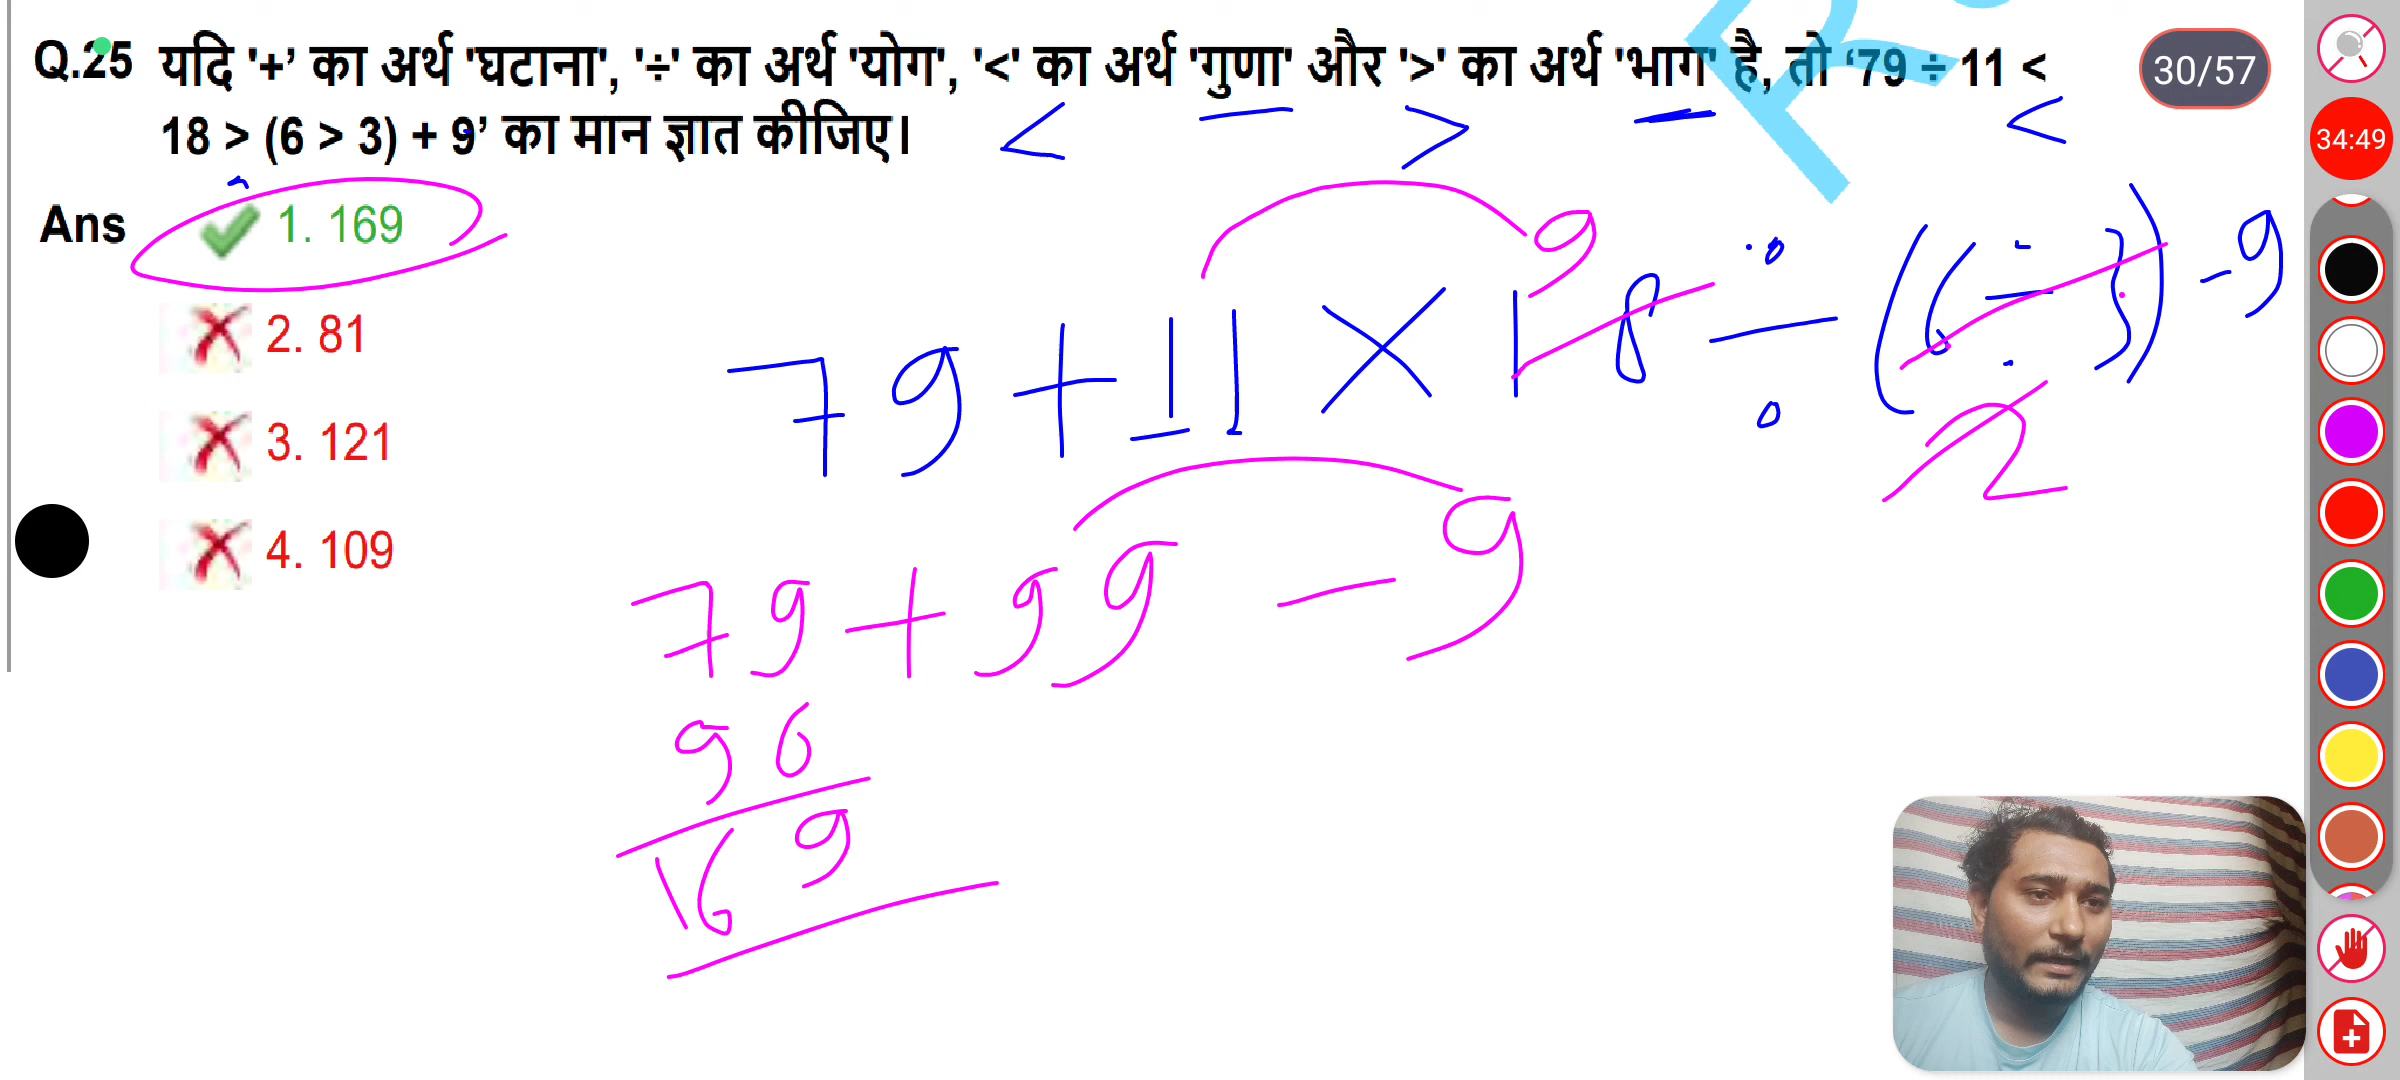 Q.25 यदि '+’ का अर्थ 'घटाना', '÷' का अर्थ 'योग', '<' का अर्थ 'गुणा' और '>' का अर्थ 'भाग' है, तो ‘79 ÷ 11 <
18 > (6 > 3) + 9’ का मान ज्ञात कीजिए।
30/57
34:49
< − > − <
Ans 1. 169
2. 81
3. 121
4. 109
79 + 11 × 18 ÷ (6 ÷ 3) - 9
9
2
79 + 99 - 9
90
169